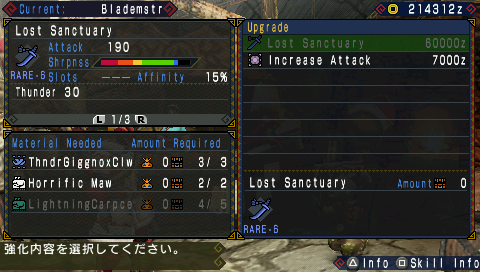 Current: Blademstr
214312z
Lost Sanctuary
Attack 190
Shrpnss
RARE-6 Slots --- Affinity 15%
Thunder 30
L 1/3 R
Material Needed Amount Required
ThndrGiggnoxClw 0 3/ 3
Horrific Maw 0 2/ 2
LightningCarpce 0 4/ 5
Upgrade
Lost Sanctuary 60000z
Increase Attack 7000z
Lost Sanctuary Amount 0
RARE-6
強化内容を選択してください。
Info Skill Info